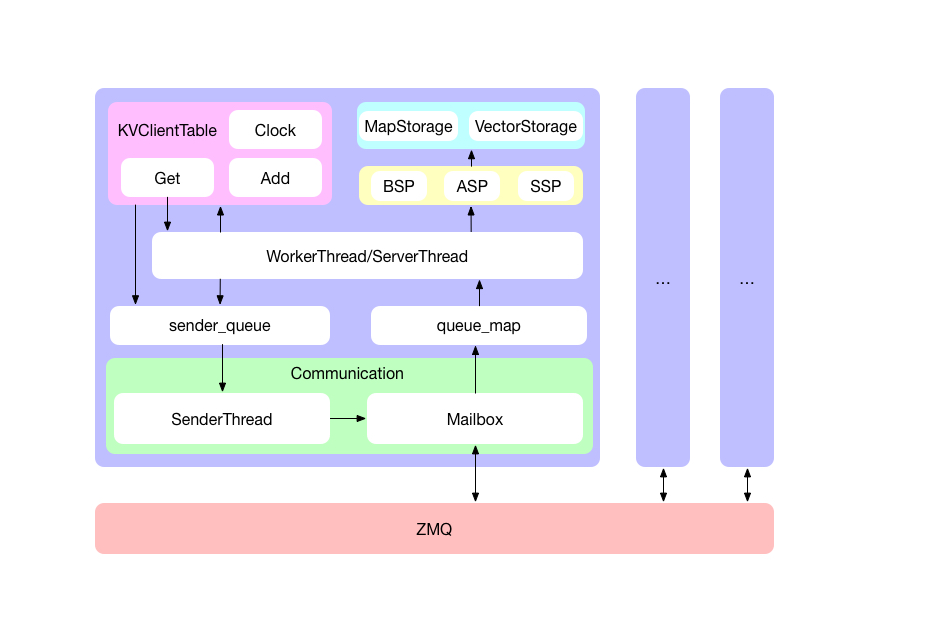 KVClientTable
Clock
Get
Add
MapStorage
VectorStorage
BSP
ASP
SSP
WorkerThread/ServerThread
sender_queue
queue_map
Communication
SenderThread
Mailbox
...
...
ZMQ